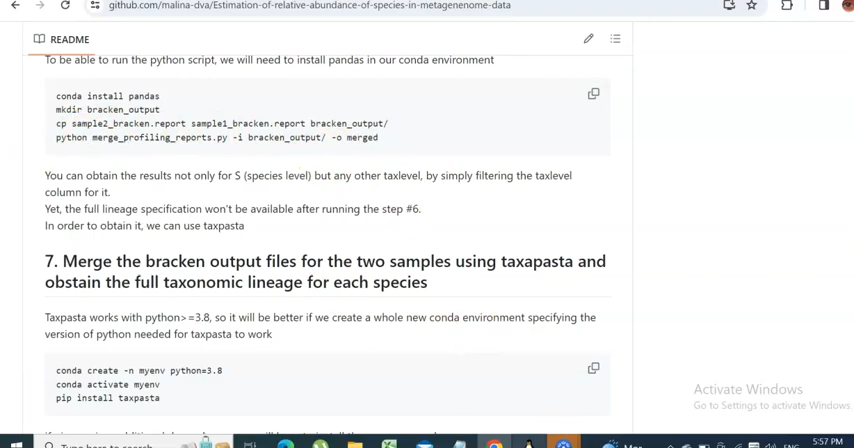 github.com/malina-dva/Estimation-of-relative-abundance-of-species-in-metagenenome-data
README
To be able to run the python script, we will need to install pandas in our conda environment
conda install pandas
mkdir bracken_output
cp sample2_bracken.report sample1_bracken.report bracken_output/
python merge_profiling_reports.py -i bracken_output/ -o merged
You can obtain the results not only for S (species level) but any other taxlevel, by simply filtering the taxlevel
column for it.
Yet, the full lineage specification won't be available after running the step #6.
In order to obtain it, we can use taxpasta
7. Merge the bracken output files for the two samples using taxapasta and
obstain the full taxonomic lineage for each species
Taxpasta works with python>=3.8, so it will be better if we create a whole new conda environment specifying the
version of python needed for taxpasta to work
conda create -n myenv python=3.8
conda activate myenv
pip install taxpasta
Activate Windows
Go to Settings to activate Windows.
Type here to search
5:57 PM